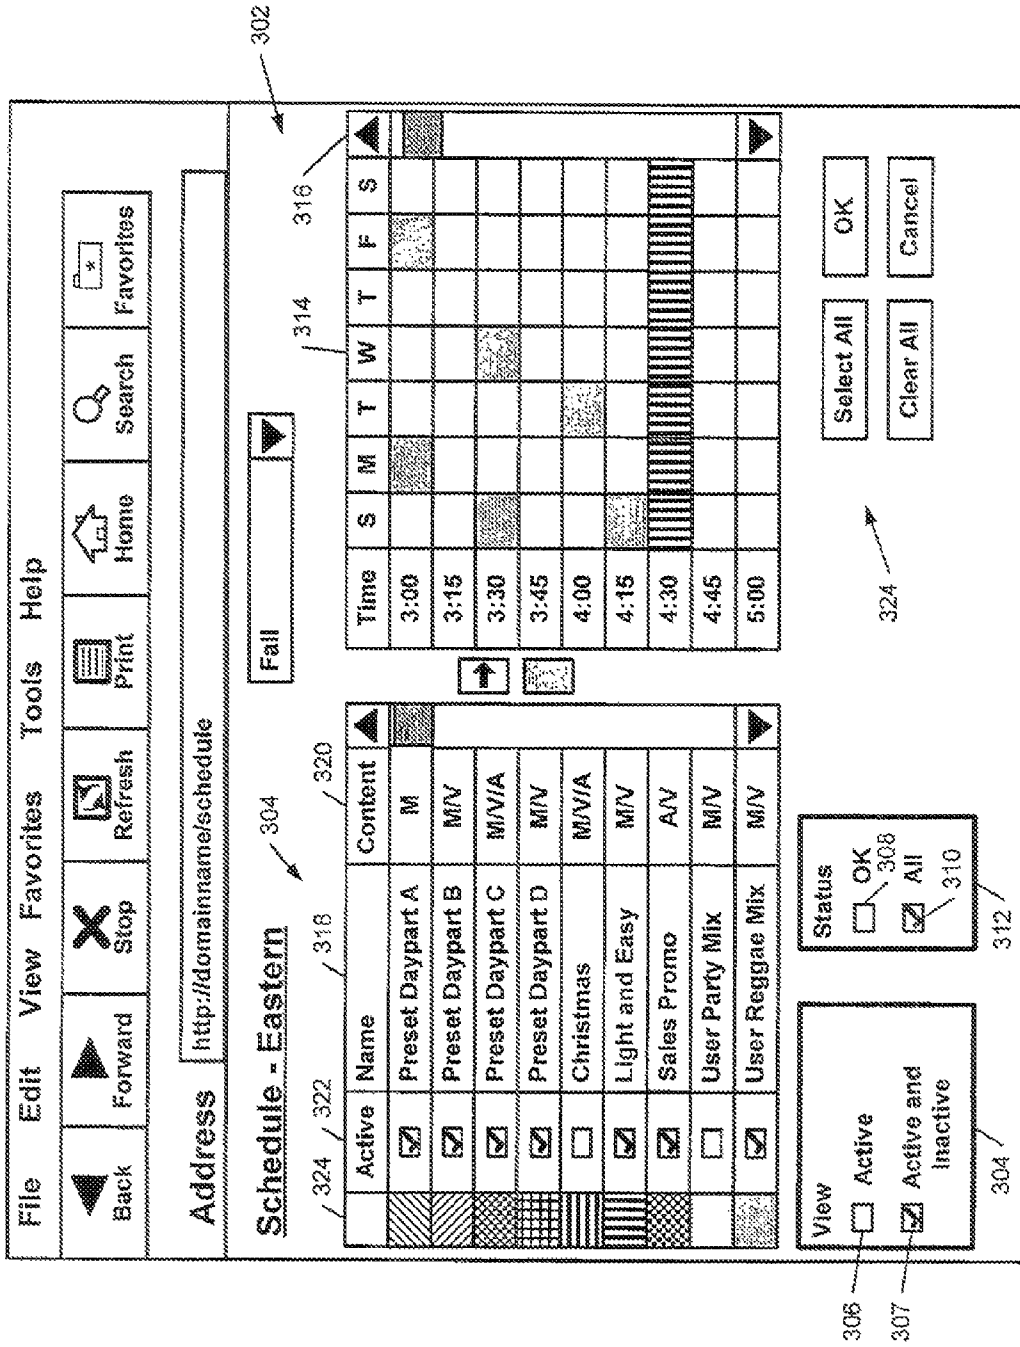 302
File Edit View Favorites Tools Help
Back Forward Stop Refresh Print Home Search Favorites
Address http://domainname/schedule
Schedule - Eastern
304
Fall
324 322 318 320 314 316
Active Name Content
Preset Daypart A M
Preset Daypart B M/V
Preset Daypart C M/V/A
Preset Daypart D M/V
Christmas M/V/A
Light and Easy M/V
Sales Promo A/V
User Party Mix M/V
User Reggae Mix M/V
Time S M T W T F S
3:00
3:15
3:30
3:45
4:00
4:15
4:30
4:45
5:00
View
306 Active
307 Active and
Inactive
304
Status
OK 308
All 310
312
324
Select All OK
Clear All Cancel